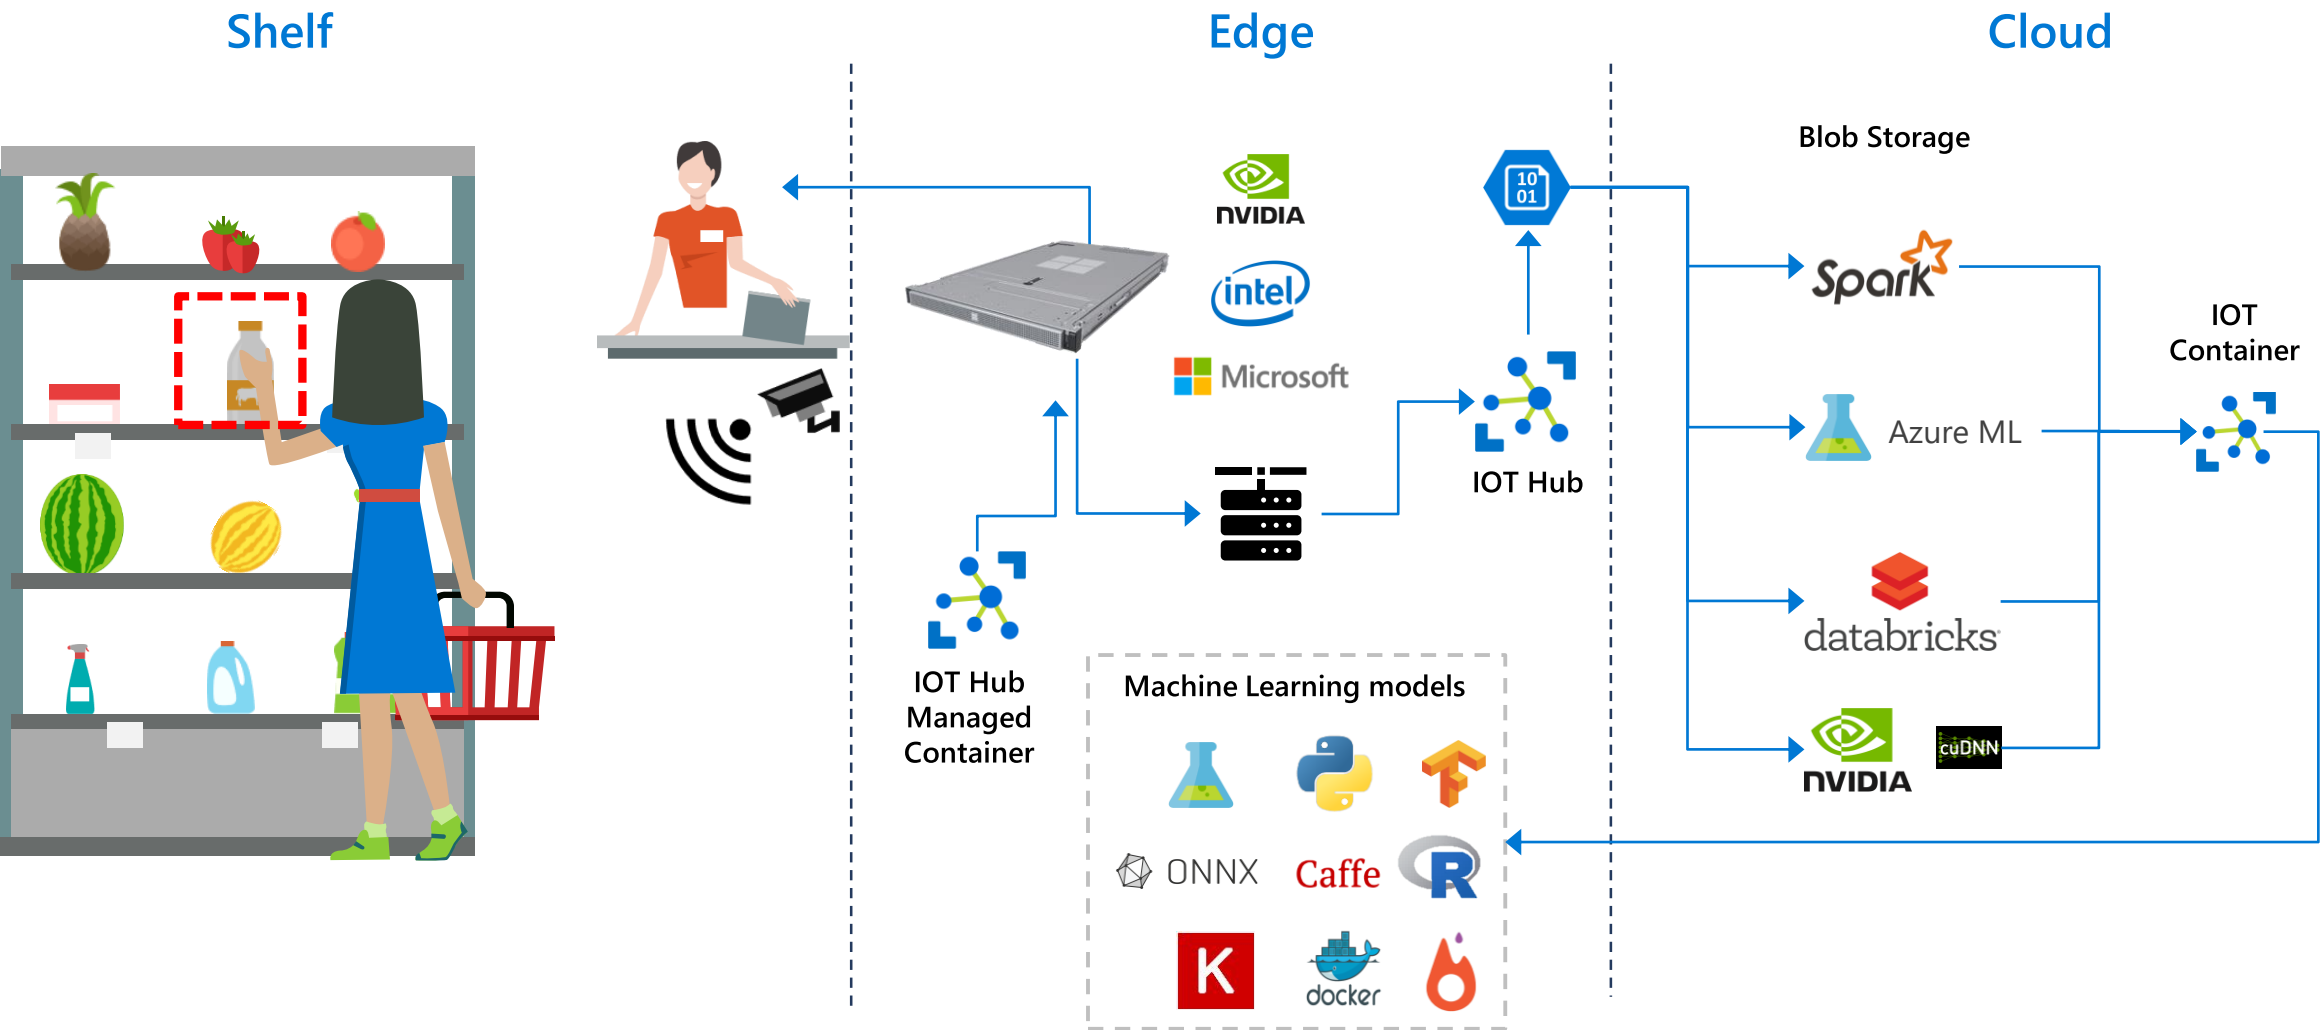 Shelf
Edge
Cloud
NVIDIA
intel
Microsoft
10
01
IOT Hub
IOT Hub
Managed
Container
Machine Learning models
ONNX
Caffe
R
K
docker
Blob Storage
Spark
Azure ML
databricks
NVIDIA
cuDNN
IOT
Container